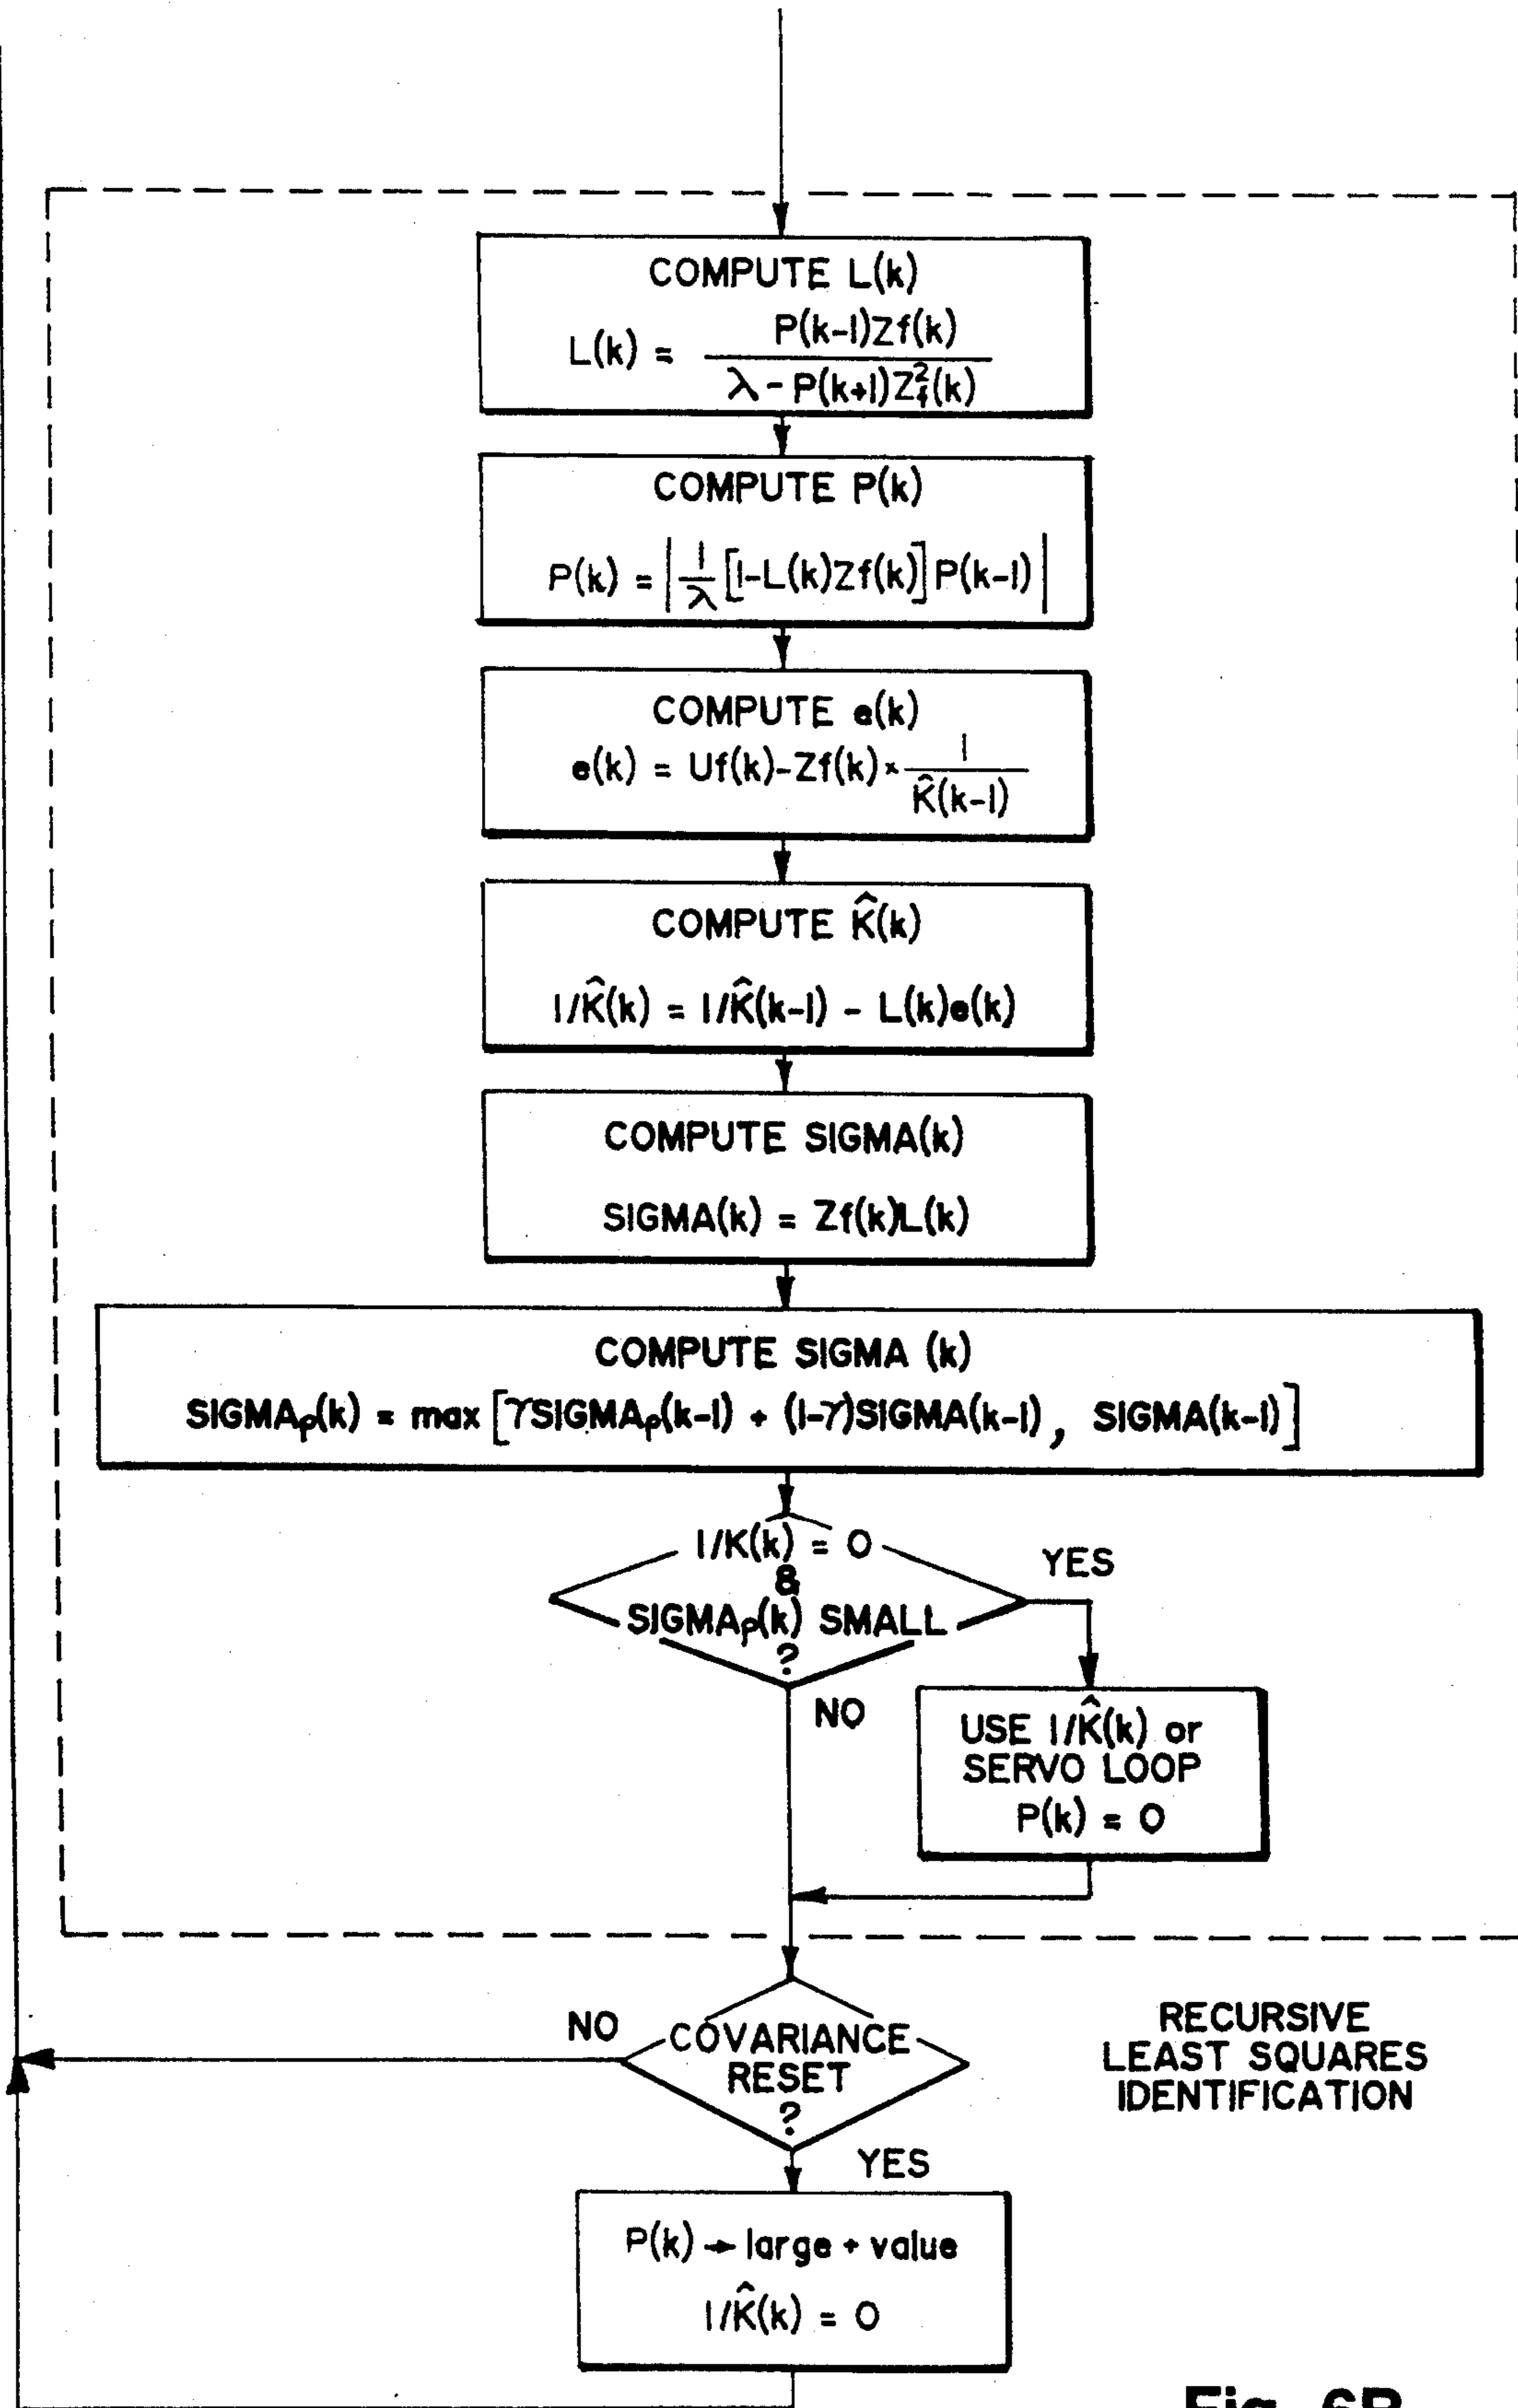 COMPUTE L(k)
L(k) = P(k-1)Zf(k) / λ - P(k+1)Z²f(k)
COMPUTE P(k)
P(k) = | 1/λ [1-L(k)Zf(k)] P(k-1) |
COMPUTE e(k)
e(k) = Uf(k)-Zf(k) × 1 / K̂(k-1)
COMPUTE K̂(k)
1/K̂(k) = 1/K̂(k-1) - L(k)e(k)
COMPUTE SIGMA(k)
SIGMA(k) = Zf(k)L(k)
COMPUTE SIGMA (k)
SIGMAρ(k) = max [γSIGMAρ(k-1) + (1-γ)SIGMA(k-1), SIGMA(k-1)]
1/K(k) = 0
&
SIGMAρ(k) SMALL
?
YES
NO
USE 1/K̂(k) or
SERVO LOOP
P(k) = 0
NO
COVARIANCE
RESET
?
YES
RECURSIVE
LEAST SQUARES
IDENTIFICATION
P(k) → large + value
1/K̂(k) = 0
Fig. 6B